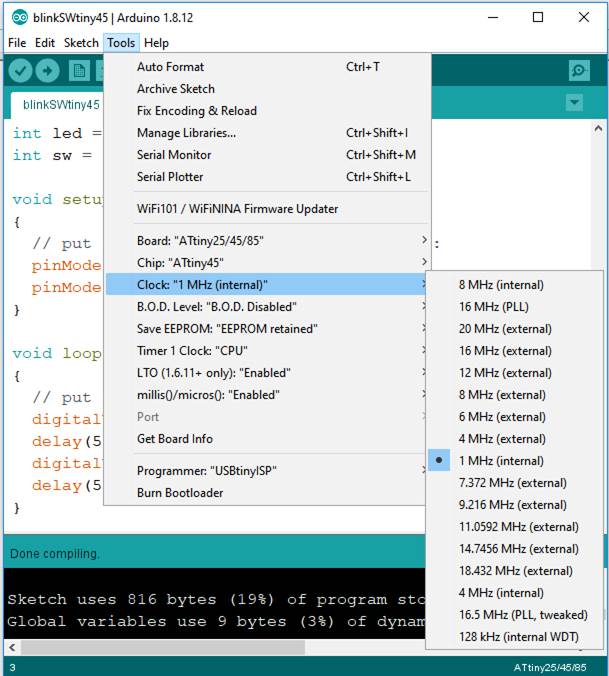 blinkSWtiny45 | Arduino 1.8.12
File Edit Sketch Tools Help
blinkSWtiny45
int led =
int sw =
void setu
{
// put :
pinMode
pinMode
}
void loop
{
// put
digital
delay(5
digital
delay(5
}
Auto Format Ctrl+T
Archive Sketch
Fix Encoding & Reload
Manage Libraries... Ctrl+Shift+I
Serial Monitor Ctrl+Shift+M
Serial Plotter Ctrl+Shift+L
WiFi101 / WiFiNINA Firmware Updater
Board: "ATtiny25/45/85"
Chip: "ATtiny45"
Clock: "1 MHz (internal)"
B.O.D. Level: "B.O.D. Disabled"
Save EEPROM: "EEPROM retained"
Timer 1 Clock: "CPU"
LTO (1.6.11+ only): "Enabled"
millis()/micros(): "Enabled"
Port
Get Board Info
Programmer: "USBtinyISP"
Burn Bootloader
8 MHz (internal)
16 MHz (PLL)
20 MHz (external)
16 MHz (external)
12 MHz (external)
8 MHz (external)
6 MHz (external)
4 MHz (external)
1 MHz (internal)
7.372 MHz (external)
9.216 MHz (external)
11.0592 MHz (external)
14.7456 MHz (external)
18.432 MHz (external)
4 MHz (internal)
16.5 MHz (PLL, tweaked)
128 kHz (internal WDT)
Done compiling.
Sketch uses 816 bytes (19%) of program sto
Global variables use 9 bytes (3%) of dynam
3 ATtiny25/45/85